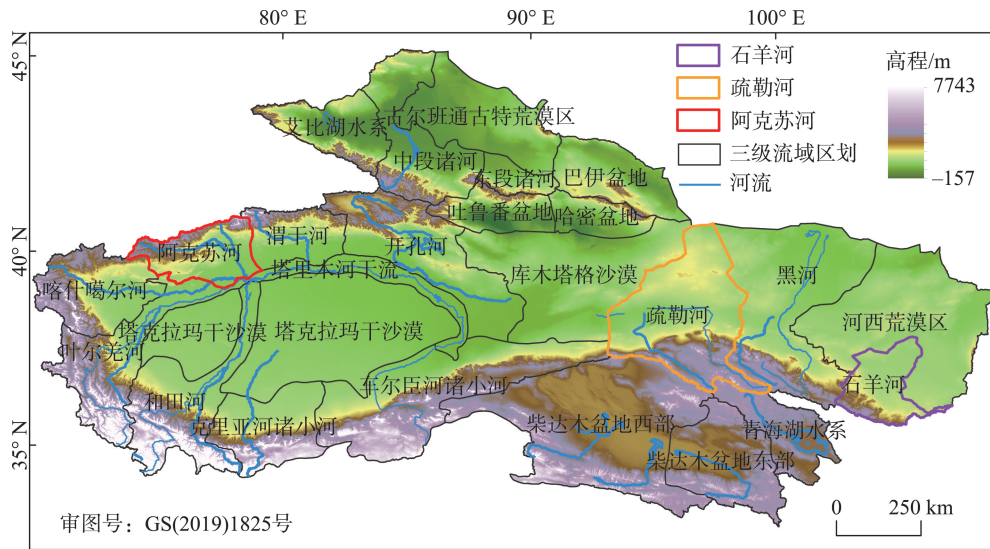 80° E 90° E 100° E
45° N
40° N
35° N
石羊河
疏勒河
阿克苏河
三级流域区划
河流
高程/m
7743
–157
艾比湖水系
古尔班通古特荒漠区
中段诸河
东段诸河
巴伊盆地
吐鲁番盆地
哈密盆地
阿克苏河
渭干河
开孔河
塔里木河干流
库木塔格沙漠
黑河
喀什噶尔河
疏勒河
河西荒漠区
塔克拉玛干沙漠
塔克拉玛干沙漠
叶尔羌河
石羊河
车尔臣河诸小河
和田河
克里亚河诸小河
柴达木盆地西部
青海湖水系
柴达木盆地东部
审图号：GS(2019)1825号
0 250 km